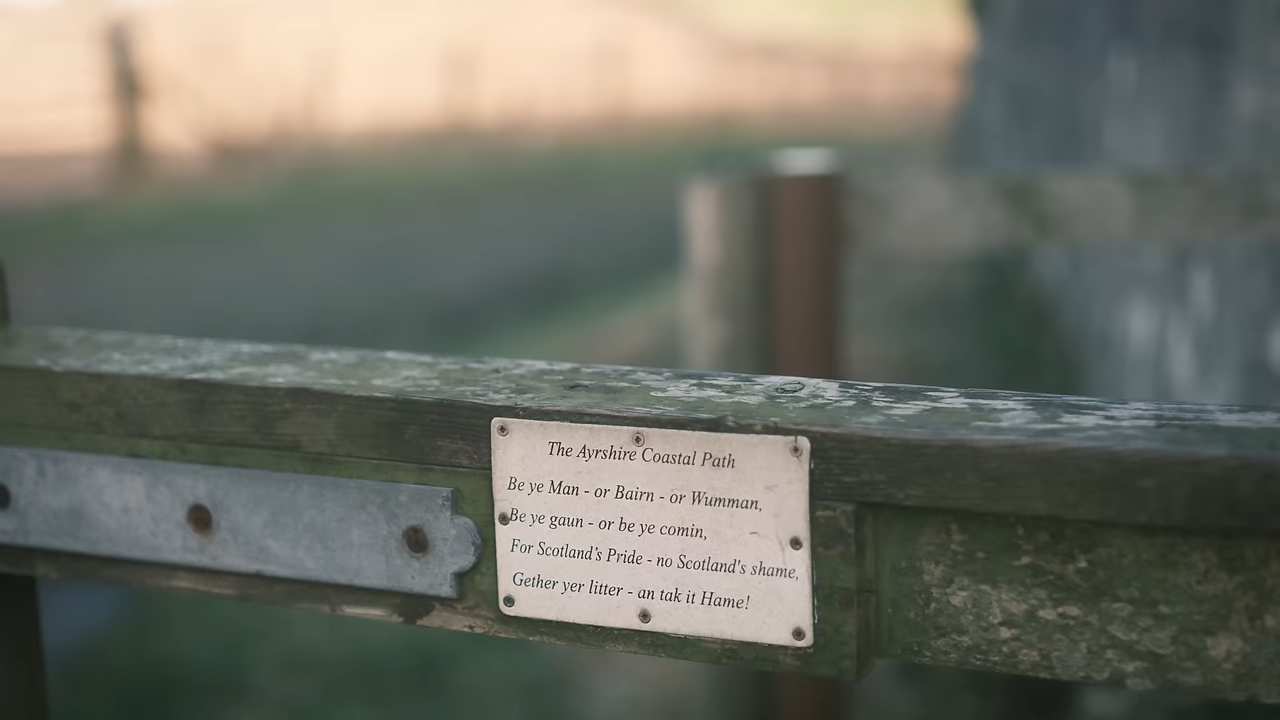 The Ayrshire Coastal Path
Be ye Man - or Bairn - or Wumman,
Be ye gaun - or be ye comin,
For Scotland's Pride - no Scotland's shame,
Gether yer litter - an tak it Hame!